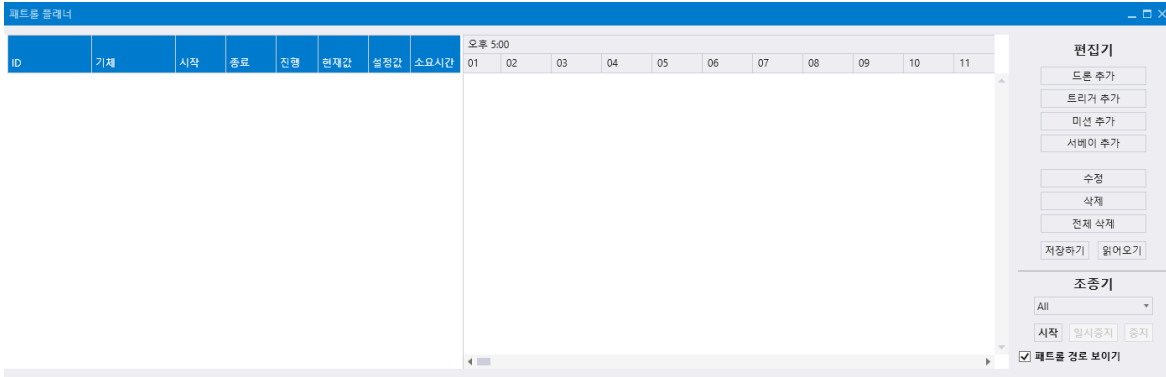 패트롤 플래너
오후 5:00
ID 기체 시작 종료 진행 현재값 설정값 소요시간 01 02 03 04 05 06 07 08 09 10 11
편집기
드론 추가
트리거 추가
미션 추가
서베이 추가
수정
삭제
전체 삭제
저장하기 읽어오기
조종기
All
시작 일시중지 중지
패트롤 경로 보이기